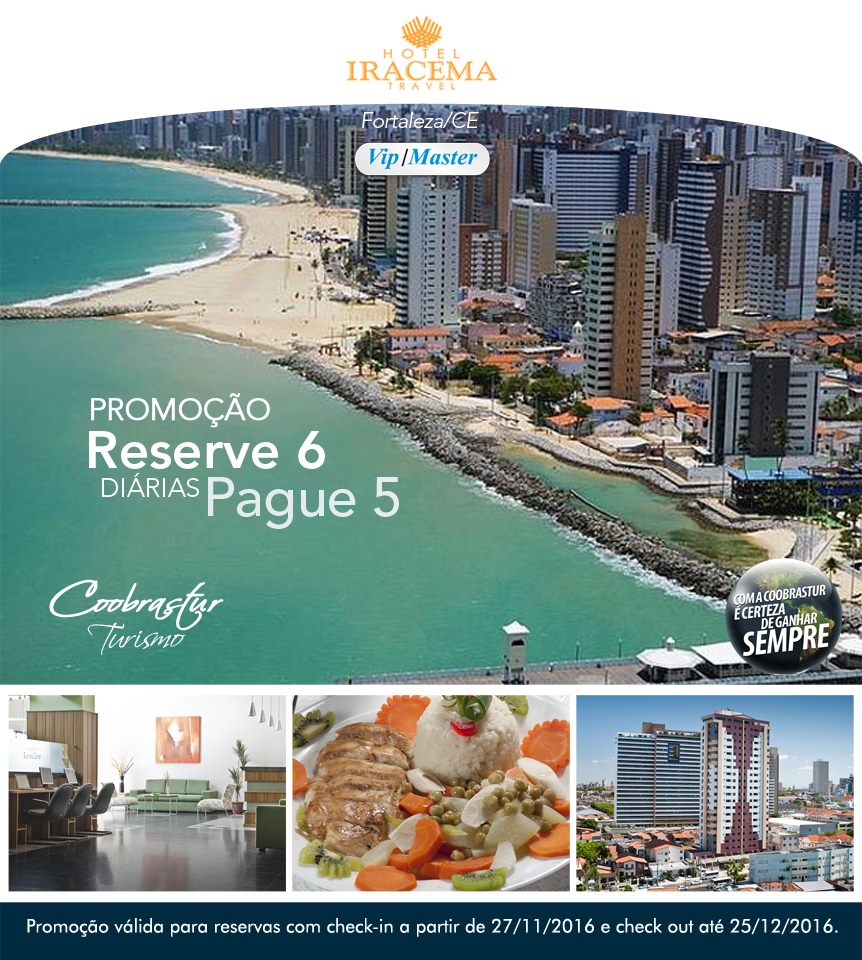 HOTEL
IRACEMA
TRAVEL
Fortaleza/CE
Vip/Master
PROMOÇÃO
Reserve 6
DIÁRIAS Pague 5
Coobrastur
Turismo
COM A COOBRASTUR
É CERTEZA
DE GANHAR
SEMPRE
Promoção válida para reservas com check-in a partir de 27/11/2016 e check out até 25/12/2016.